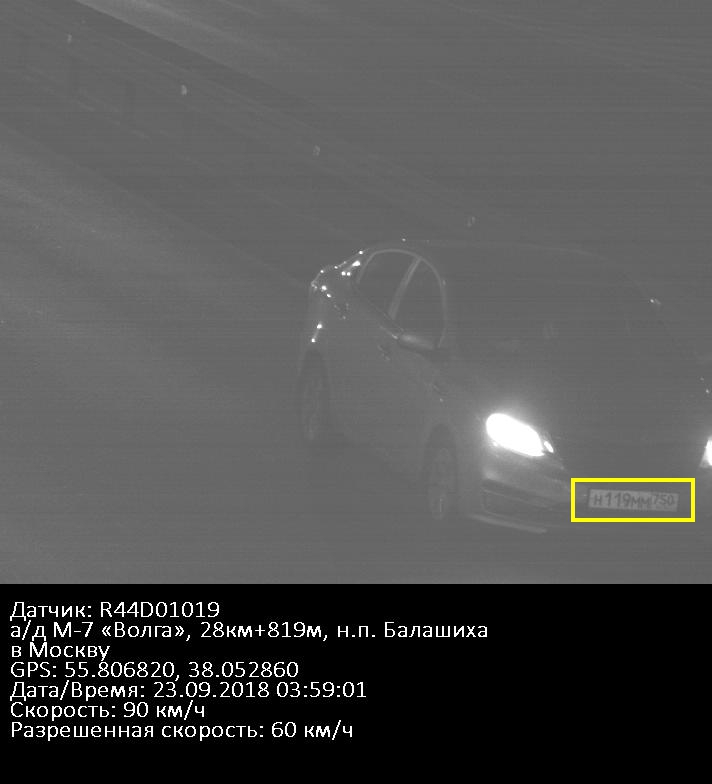 Н119ММ750
Датчик: R44D01019
а/д М-7 «Волга», 28км+819м, н.п. Балашиха
в Москву
GPS: 55.806820, 38.052860
Дата/Время: 23.09.2018 03:59:01
Скорость: 90 км/ч
Разрешенная скорость: 60 км/ч